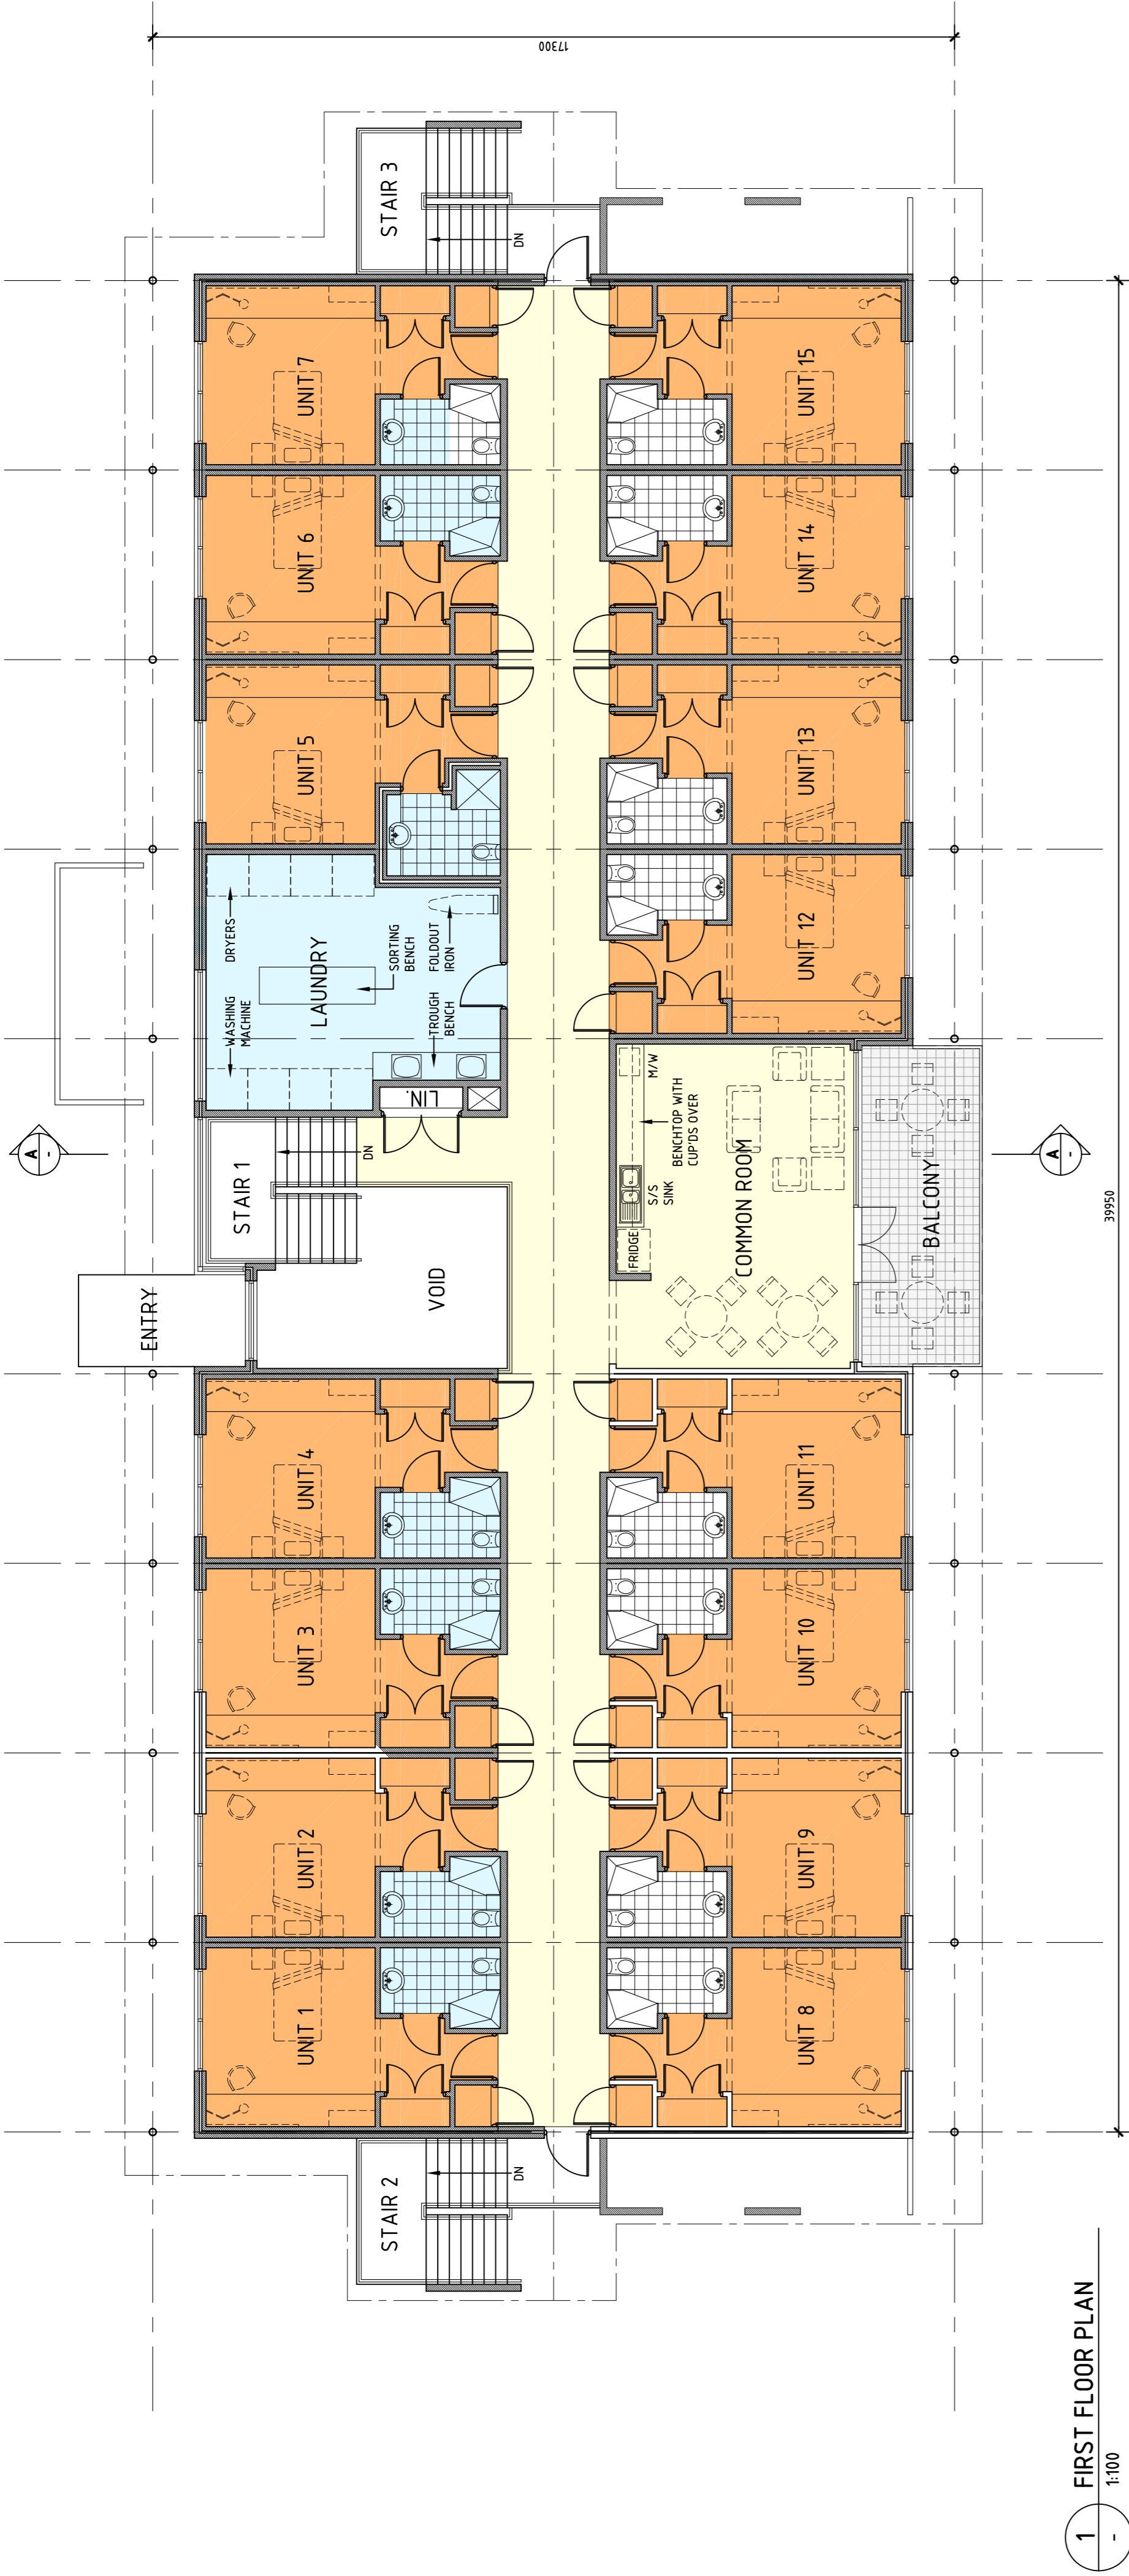 ENTRY
STAIR 1
DN
VOID
LIN.
WASHING
MACHINE
DRYERS
LAUNDRY
SORTING
BENCH
TROUGH
BENCH
FOLDOUT
IRON
STAIR 2
DN
UNIT 1
UNIT 2
UNIT 3
UNIT 4
UNIT 5
UNIT 6
UNIT 7
STAIR 3
DN
UNIT 8
UNIT 9
UNIT 10
UNIT 11
FRIDGE
S/S
SINK
BENCHTOP WITH
CUP'DS OVER
M/W
COMMON ROOM
BALCONY
UNIT 12
UNIT 13
UNIT 14
UNIT 15
A
-
A
-
17300
39950
1
-
FIRST FLOOR PLAN
1:100